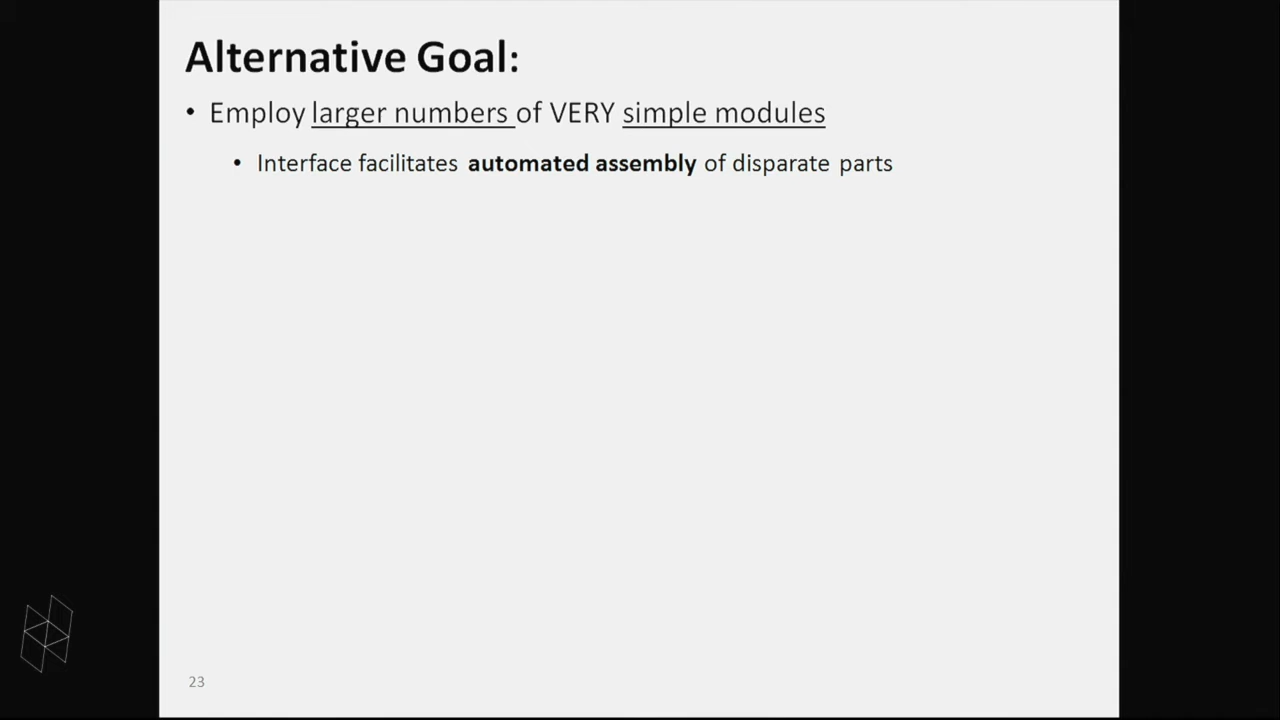 Alternative Goal:
• Employ larger numbers of VERY simple modules
• Interface facilitates automated assembly of disparate parts
23